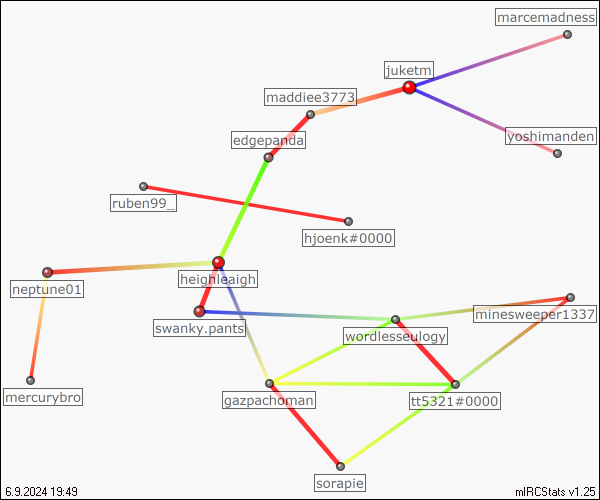 marcemadness
juketm
maddiee3773
yoshimanden
edgepanda
ruben99_
hjoenk#0000
heighleaigh
neptune01
minesweeper1337
swanky.pants
wordlesseulogy
mercurybro
gazpachoman
tt5321#0000
sorapie
6.9.2024 19:49
mIRCStats v1.25